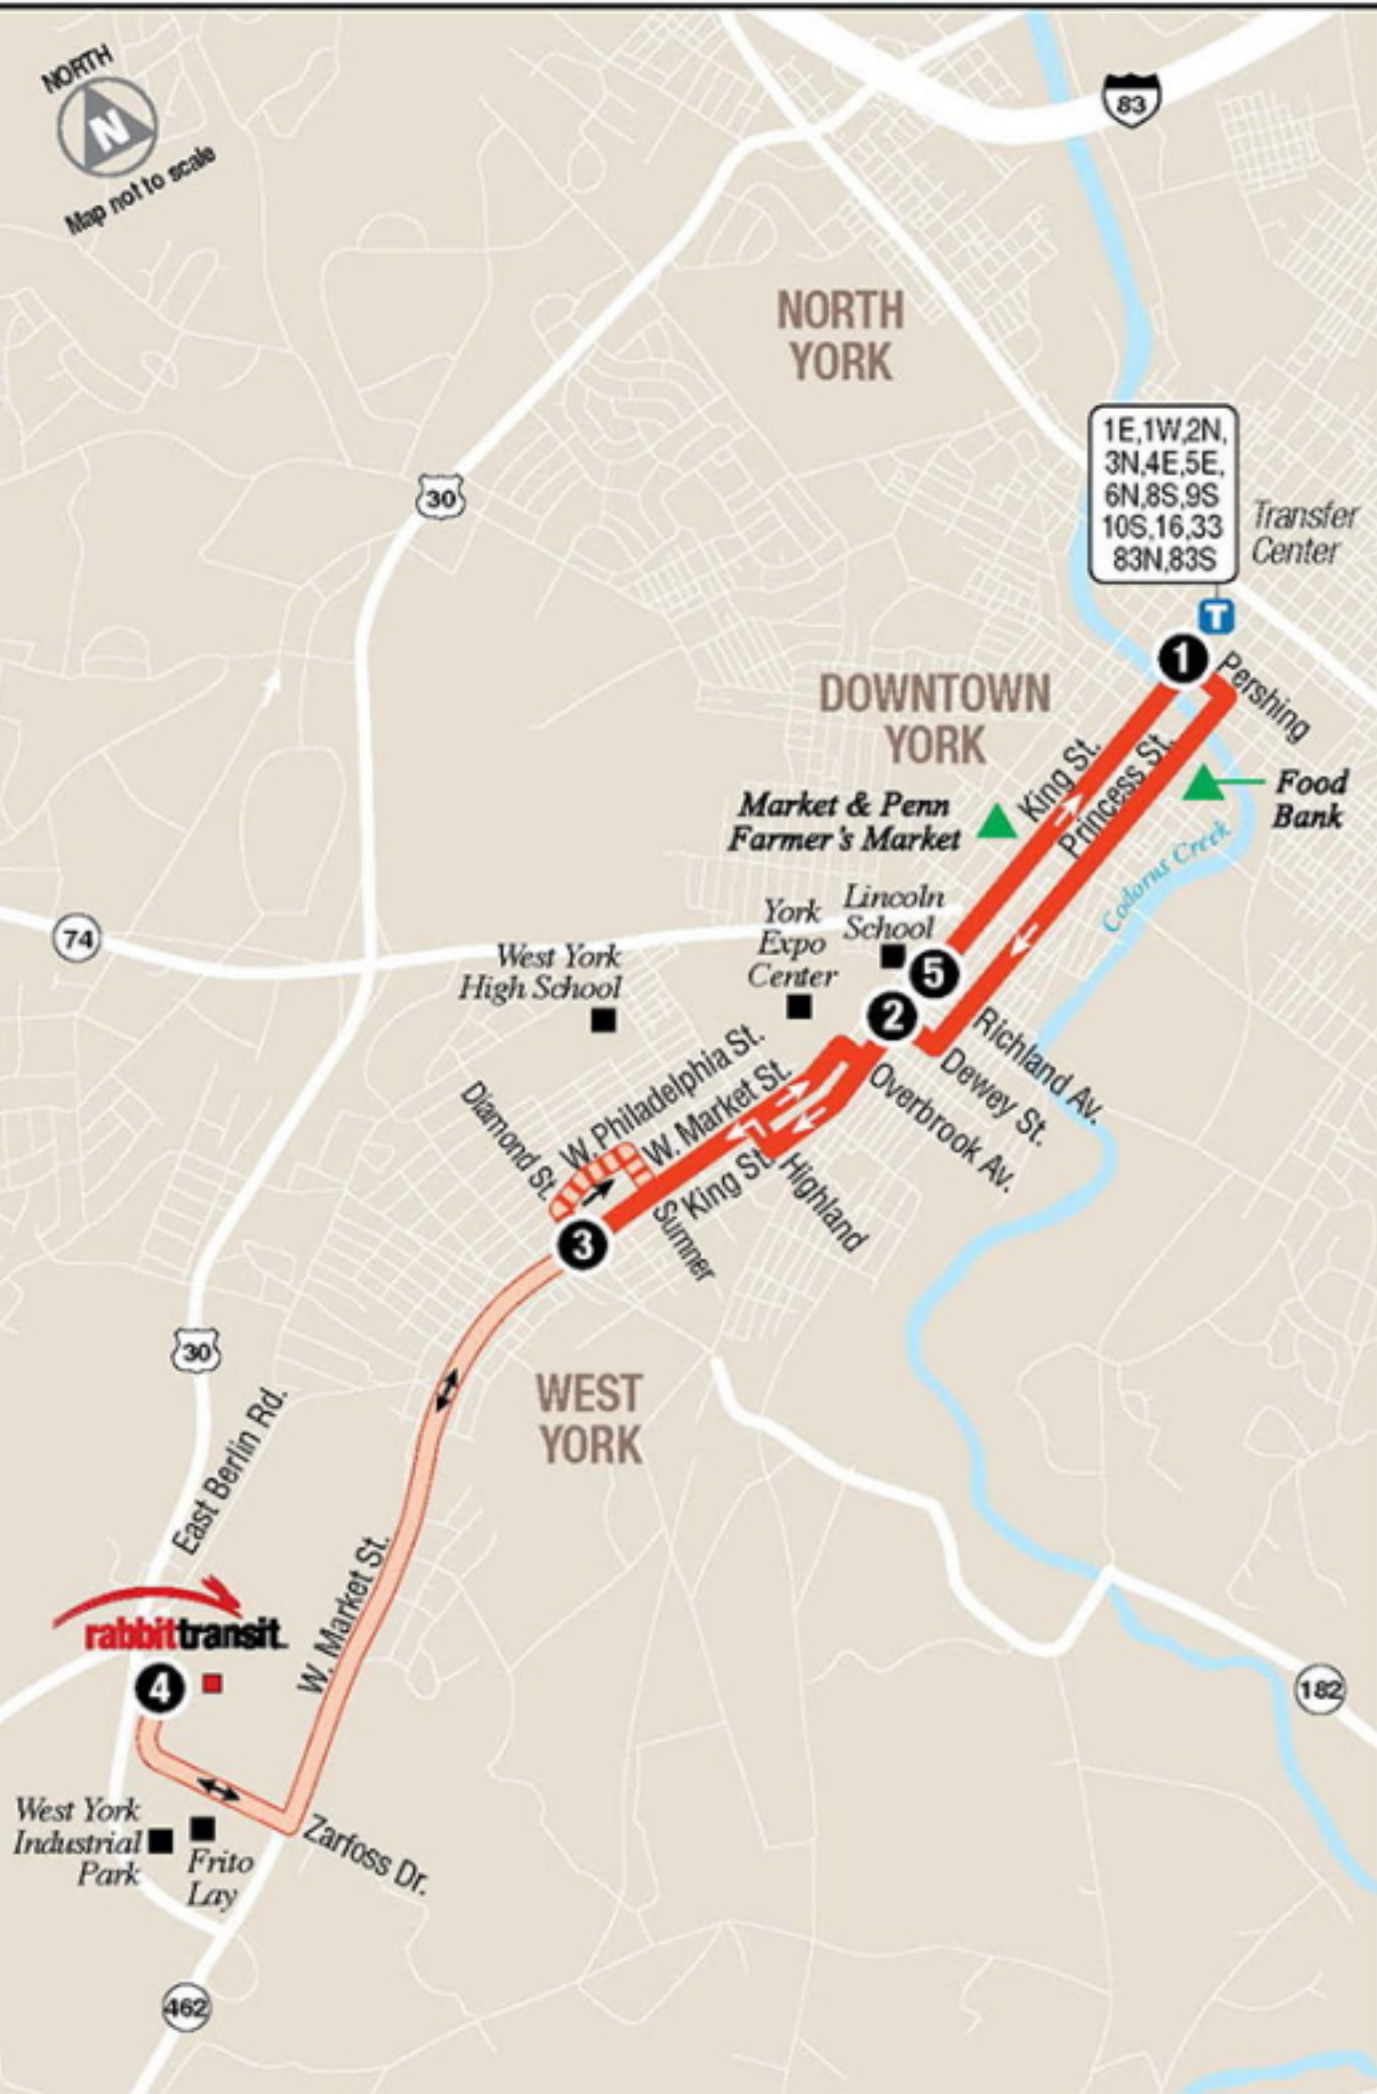 NORTH
N
Map not to scale
83
NORTH
YORK
1E,1W,2N,
3N,4E,5E,
6N,8S,9S
10S,16,33
83N,83S
Transfer
Center
30
T
1
Pershing
DOWNTOWN
YORK
King St.
Princess St.
Food
Bank
Market & Penn
Farmer's Market
Codorus Creek
Lincoln
School
York
Expo
Center
74
West York
High School
5
2
Richland Av.
Dewey St.
Overbrook Av.
W. Philadelphia St.
W. Market St.
Diamond St.
King St.
Highland
Sumner
3
30
WEST
YORK
East Berlin Rd.
W. Market St.
rabbittransit
4
182
West York
Industrial
Park
Frito
Lay
Zarfoss Dr.
462